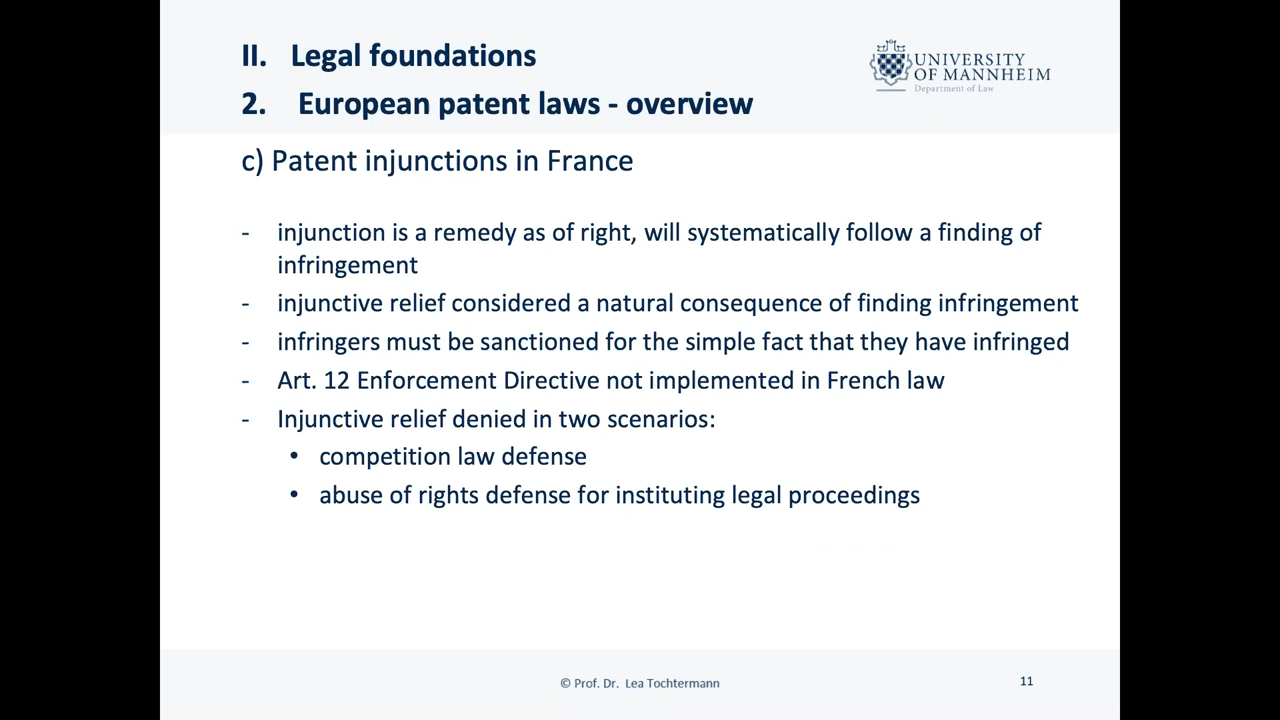 II. Legal foundations
2. European patent laws - overview
UNIVERSITY
OF MANNHEIM
Department of Law
c) Patent injunctions in France
- injunction is a remedy as of right, will systematically follow a finding of
infringement
- injunctive relief considered a natural consequence of finding infringement
- infringers must be sanctioned for the simple fact that they have infringed
- Art. 12 Enforcement Directive not implemented in French law
- Injunctive relief denied in two scenarios:
• competition law defense
• abuse of rights defense for instituting legal proceedings
© Prof. Dr. Lea Tochtermann
11